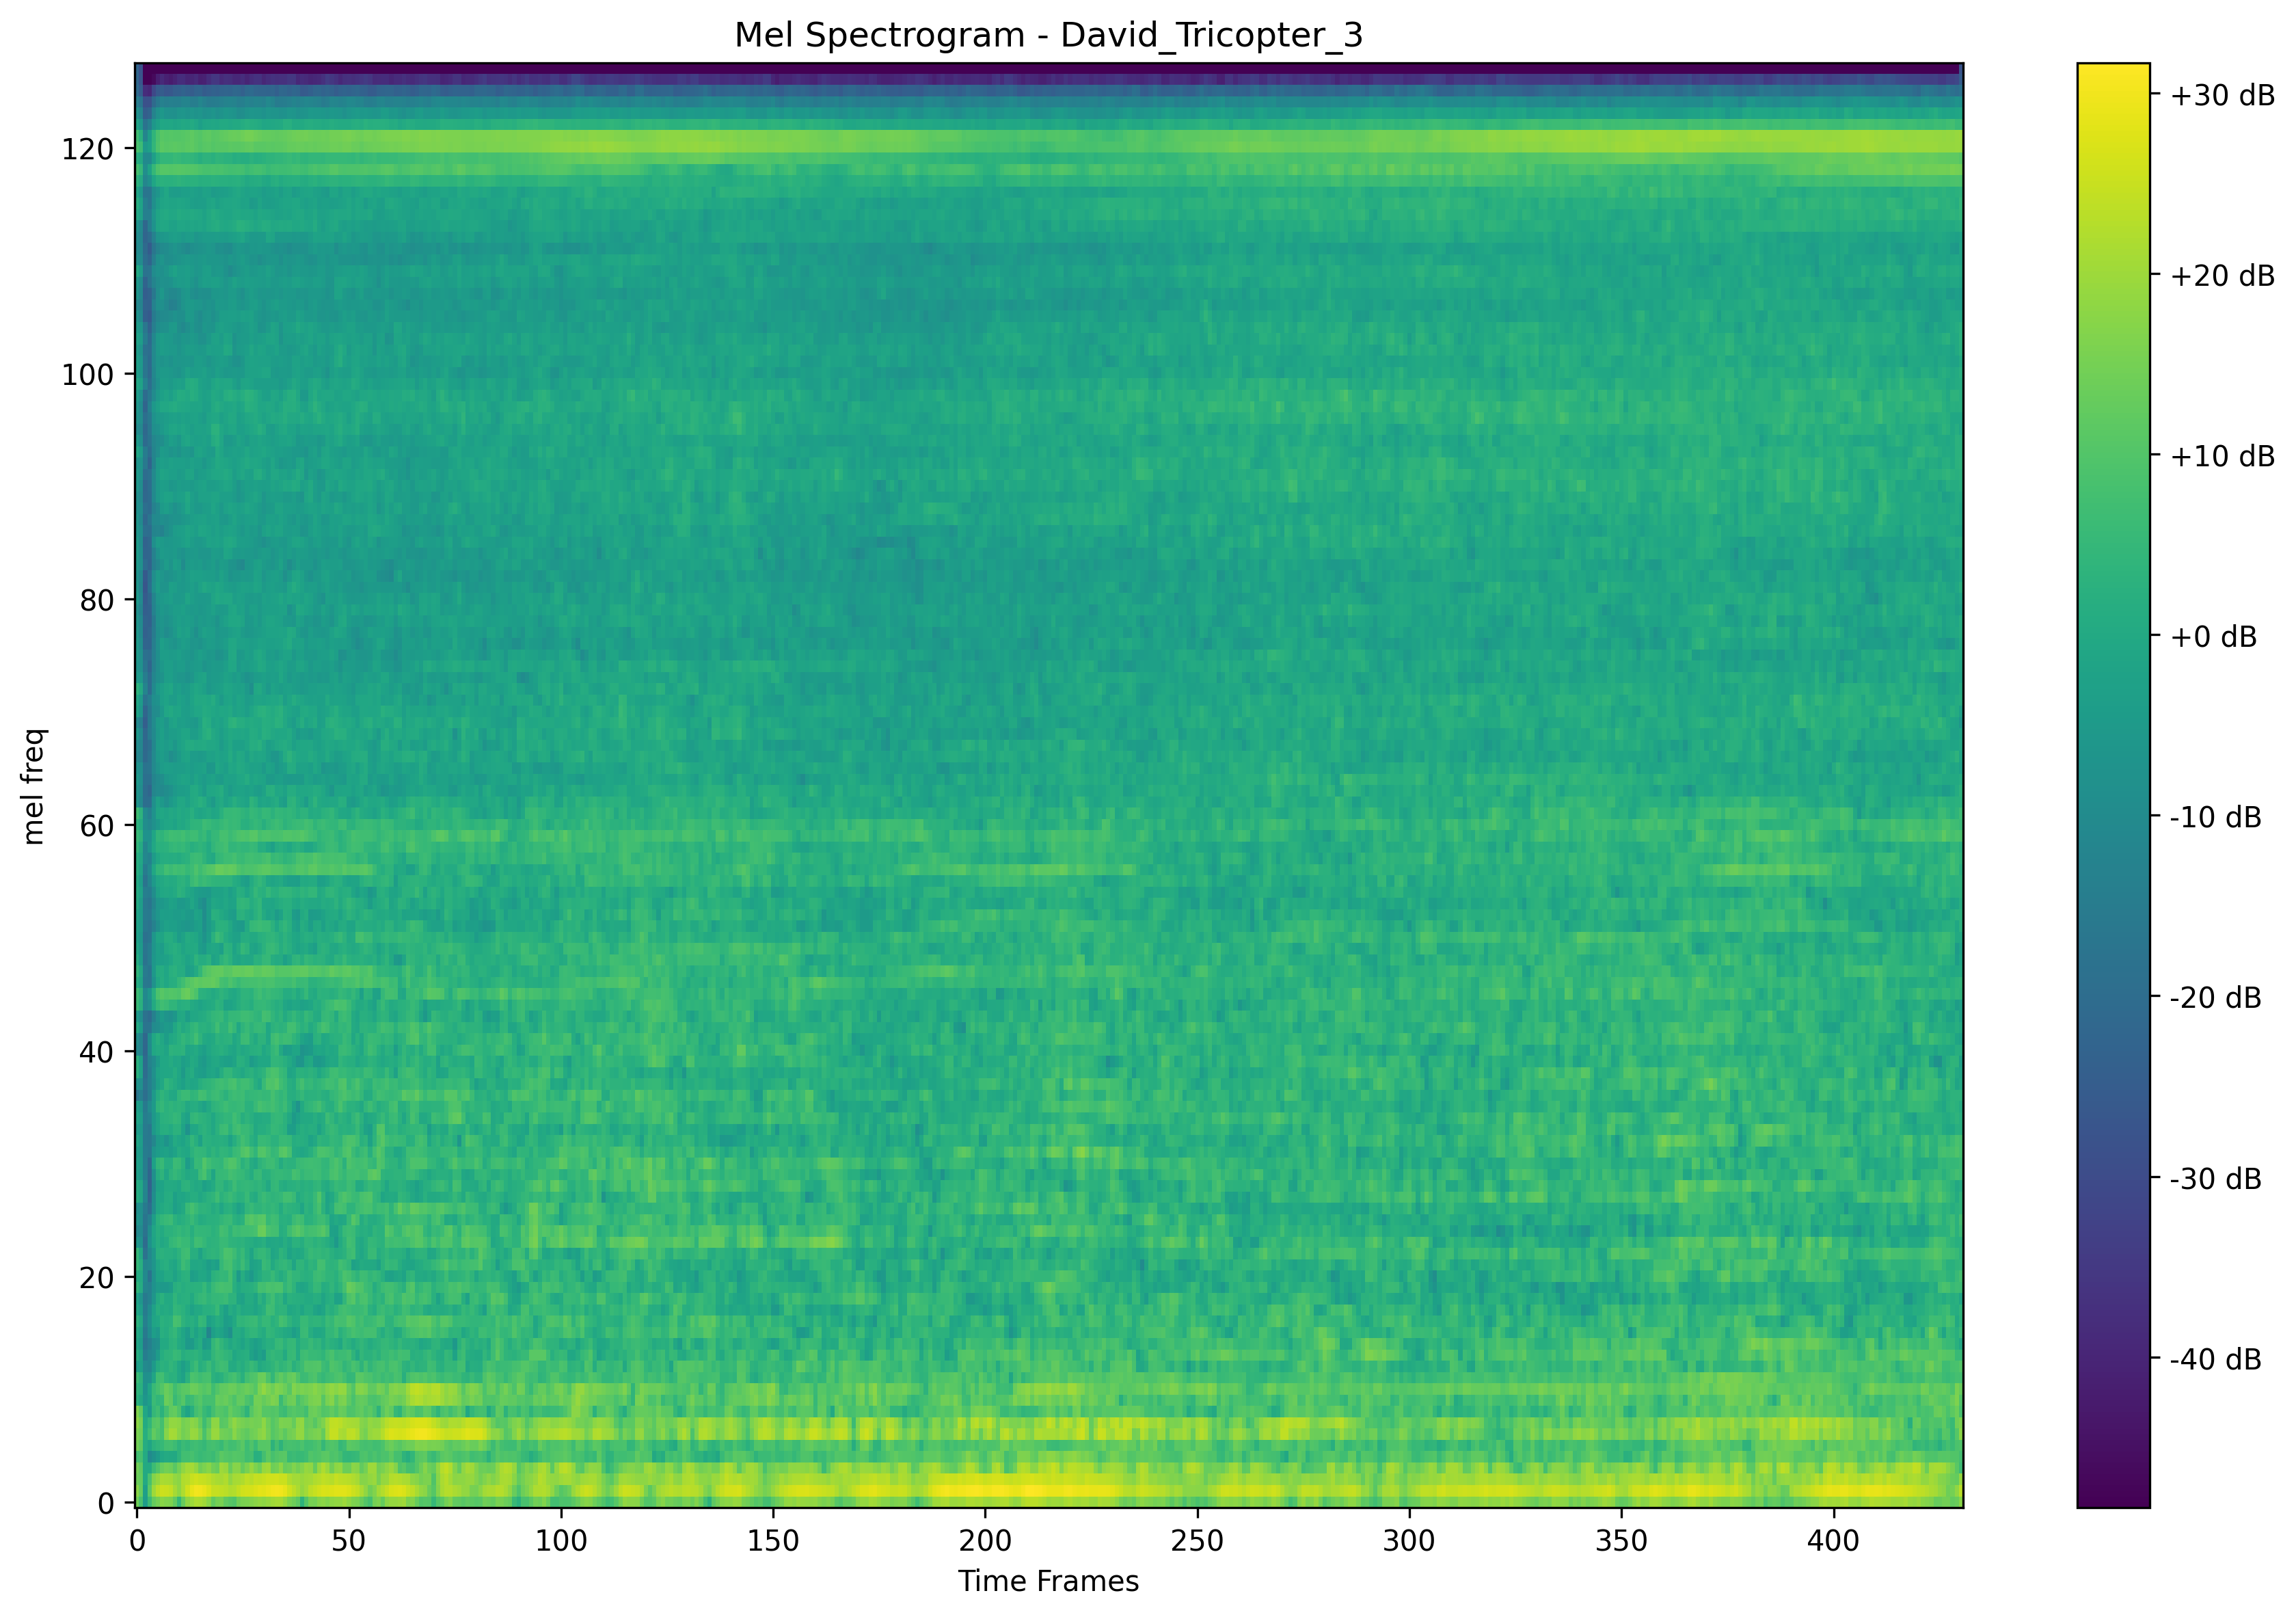 Mel Spectrogram - David_Tricopter_3
mel freq
120
100
80
60
40
20
0
0 50 100 150 200 250 300 350 400
Time Frames
+30 dB
+20 dB
+10 dB
+0 dB
-10 dB
-20 dB
-30 dB
-40 dB